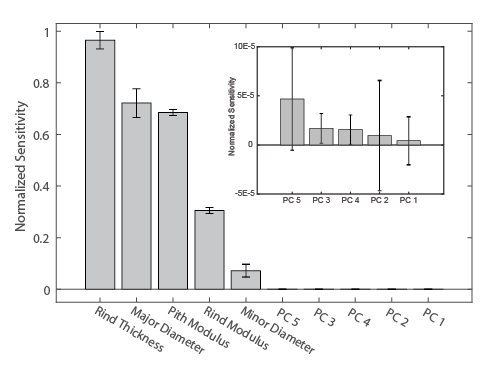 Normalized Sensitivity
1
0.8
0.6
0.4
0.2
0
Rind Thickness
Major Diameter
Pith Modulus
Rind Modulus
Minor Diameter
PC 5
PC 3
PC 4
PC 2
PC 1
Normalized Sensitivity
10E-5
5E-5
0
-5E-5
PC 5 PC 3 PC 4 PC 2 PC 1